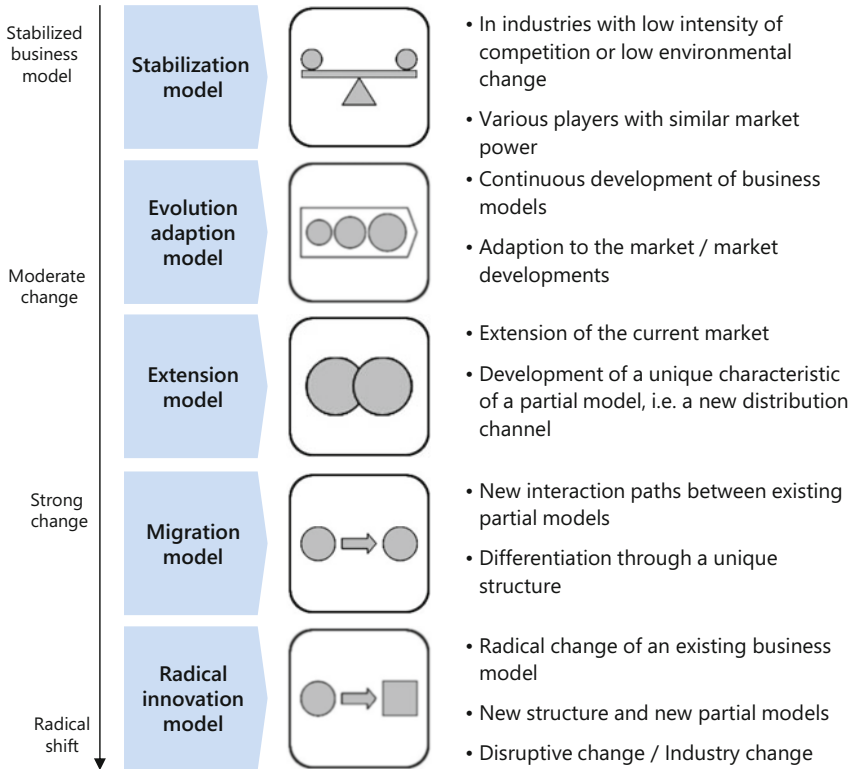 Stabilized
business
model
Stabilization
model
• In industries with low intensity of
competition or low environmental
change
• Various players with similar market
power
Evolution
adaption
model
• Continuous development of business
models
• Adaption to the market / market
developments
Moderate
change
Extension
model
• Extension of the current market
• Development of a unique characteristic
of a partial model, i.e. a new distribution
channel
Strong
change
Migration
model
• New interaction paths between existing
partial models
• Differentiation through a unique
structure
Radical
innovation
model
• Radical change of an existing business
model
• New structure and new partial models
• Disruptive change / Industry change
Radical
shift